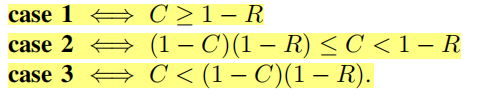 case 1 ⟺ C ≥ 1 − R
case 2 ⟺ (1 − C)(1 − R) ≤ C < 1 − R
case 3 ⟺ C < (1 − C)(1 − R).